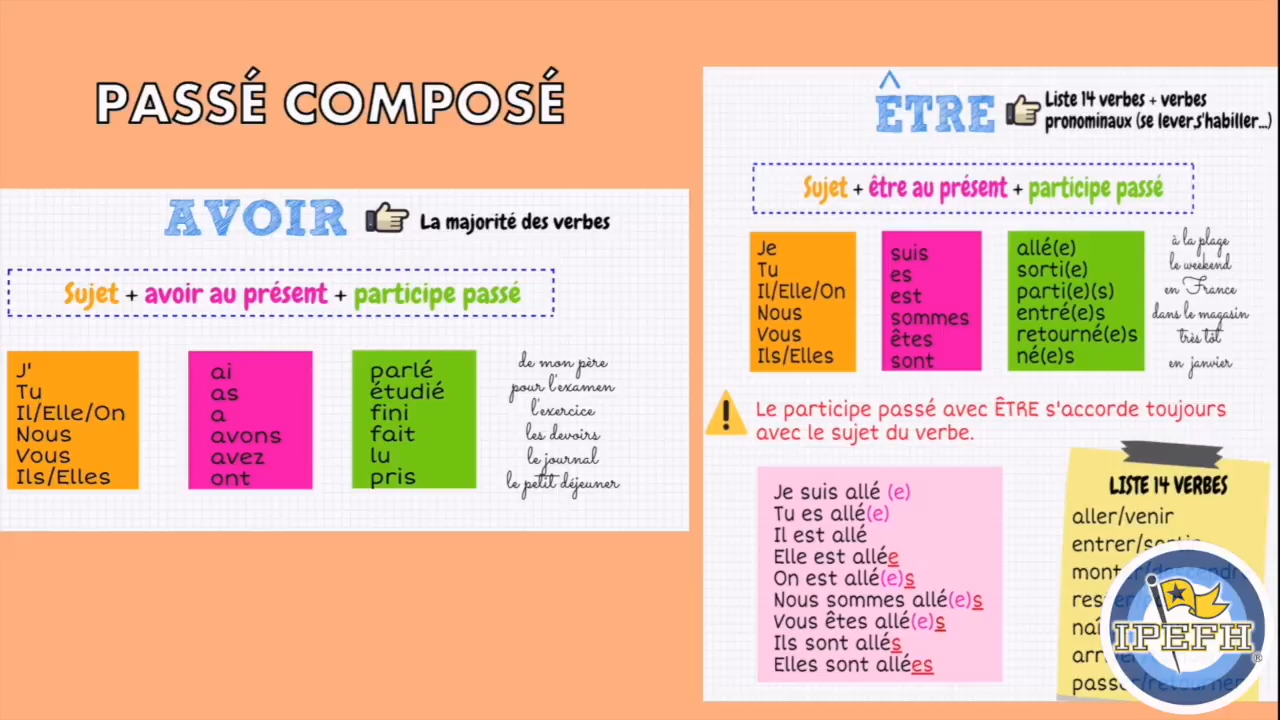 PASSÉ COMPOSÉ
AVOIR
La majorité des verbes
Sujet + avoir au présent + participe passé
J'
Tu
Il/Elle/On
Nous
Vous
Ils/Elles
ai
as
a
avons
avez
ont
parlé
étudié
fini
fait
lu
pris
de mon père
pour l'examen
l'exercice
les devoirs
le journal
le petit déjeuner
ÊTRE
Liste 14 verbes + verbes
pronominaux (se lever,s'habiller...)
Sujet + être au présent + participe passé
Je
Tu
Il/Elle/On
Nous
Vous
Ils/Elles
suis
es
est
sommes
êtes
sont
allé(e)
sorti(e)
parti(e)(s)
entré(e)s
retourné(e)s
né(e)s
à la plage
le weekend
en France
dans le magasin
très tôt
en janvier
Le participe passé avec ÊTRE s'accorde toujours
avec le sujet du verbe.
Je suis allé (e)
Tu es allé(e)
Il est allé
Elle est allée
On est allé(e)s
Nous sommes allé(e)s
Vous êtes allé(e)s
Ils sont allés
Elles sont allées
LISTE 14 VERBES
aller/venir
entrer/sortir
monter/descendre
passer/retourner
IPEFH